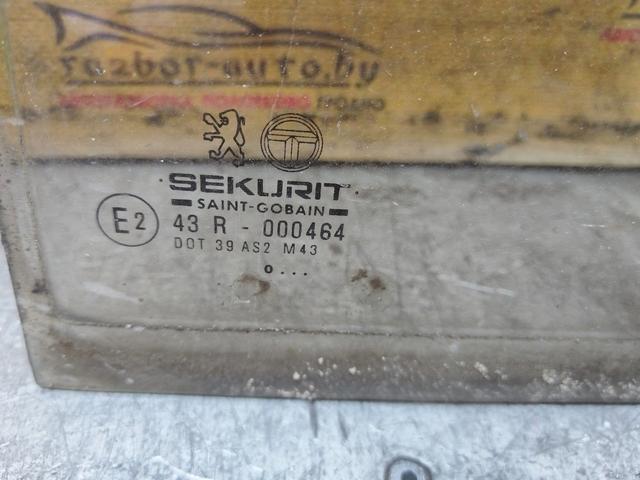 razbor-auto.by
SEKURIT
SAINT-GOBAIN
E2
43 R - 000464
DOT 39 AS2 M43
o...